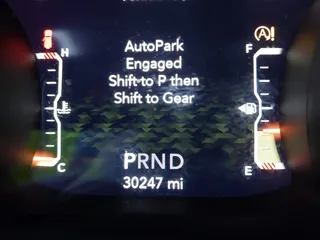 H
F
AutoPark
Engaged
Shift to P then
Shift to Gear
C
E
PRND
30247 mi